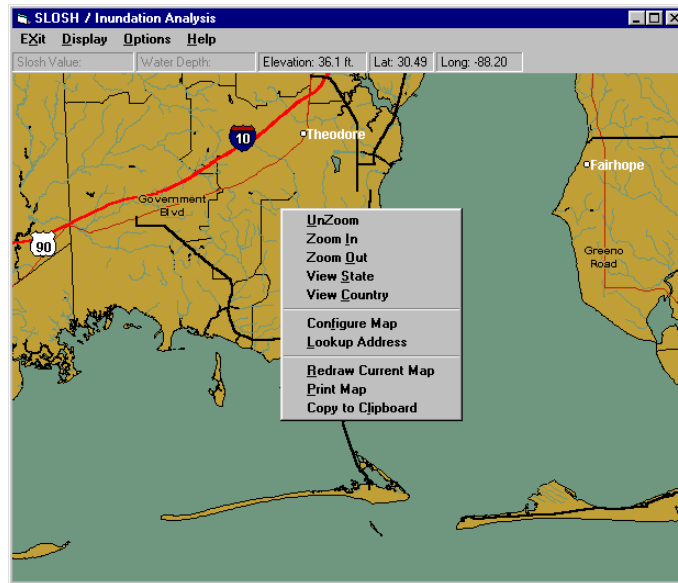 SLOSH / Inundation Analysis
EXit Display Options Help
Slosh Value: Water Depth: Elevation: 36.1 ft. Lat: 30.49 Long: -88.20
10
Theodore
Fairhope
Government
Blvd
90
Greeno
Road
UnZoom
Zoom In
Zoom Out
View State
View Country
Configure Map
Lookup Address
Redraw Current Map
Print Map
Copy to Clipboard